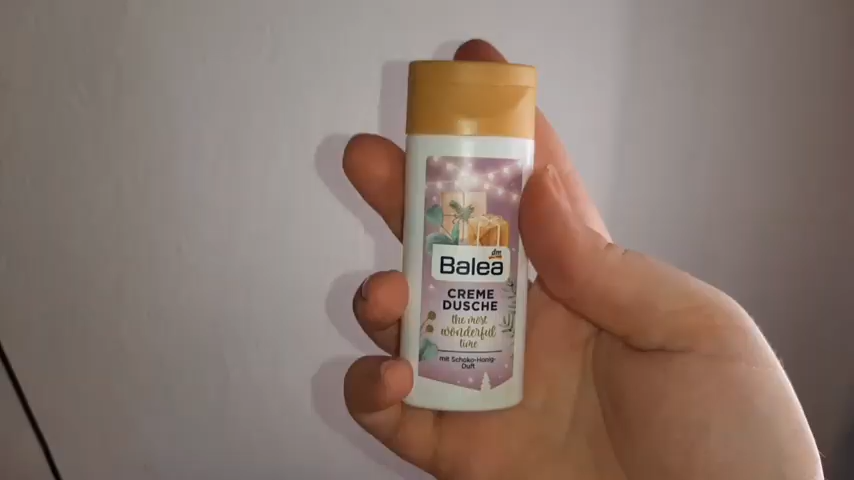 dm
Balea
CREME
DUSCHE
the most
wonderful
time
mit Schoko-Honig-
Duft